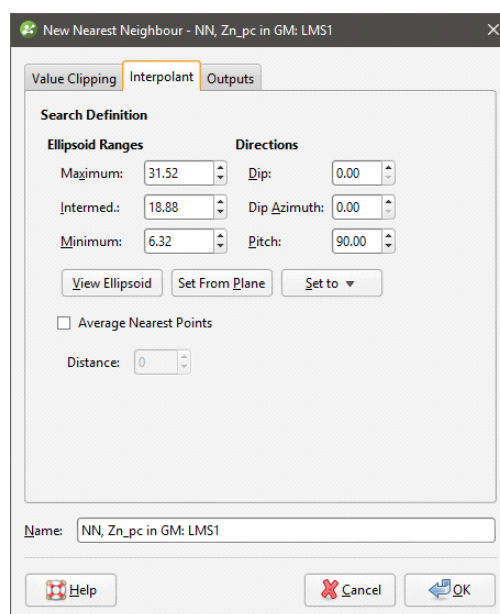 New Nearest Neighbour - NN, Zn_pc in GM: LMS1
Value Clipping Interpolant Outputs
Search Definition
Ellipsoid Ranges Directions
Maximum: 31.52 Dip: 0.00
Intermed.: 18.88 Dip Azimuth: 0.00
Minimum: 6.32 Pitch: 90.00
View Ellipsoid Set From Plane Set to
Average Nearest Points
Distance: 0
Name: NN, Zn_pc in GM: LMS1
Help Cancel OK